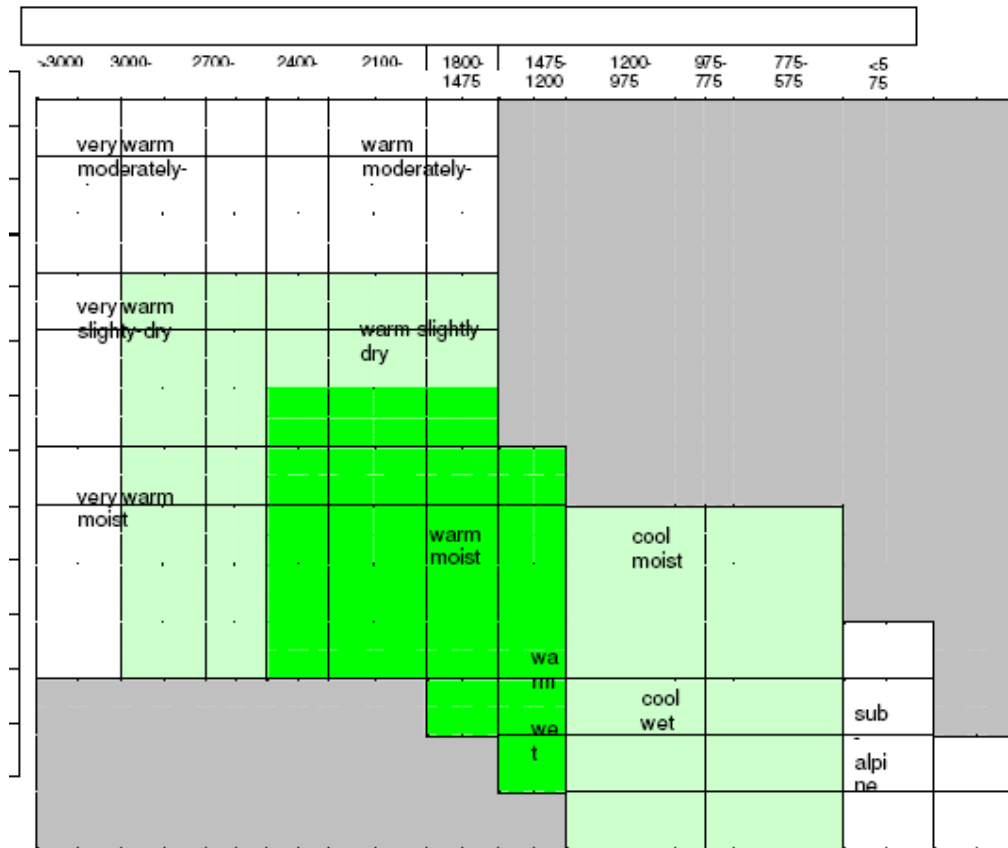 >3000 3000- 2700- 2400- 2100- 1800- 1475- 1200- 975- 775- <5
1475 1200 975 775 575 75
very warm
moderately-
warm
moderately-
very warm
slighty-dry
warm slightly
dry
very warm
moist
warm
moist
cool
moist
wa
rm
we
t
cool
wet
sub
-
alpi
ne